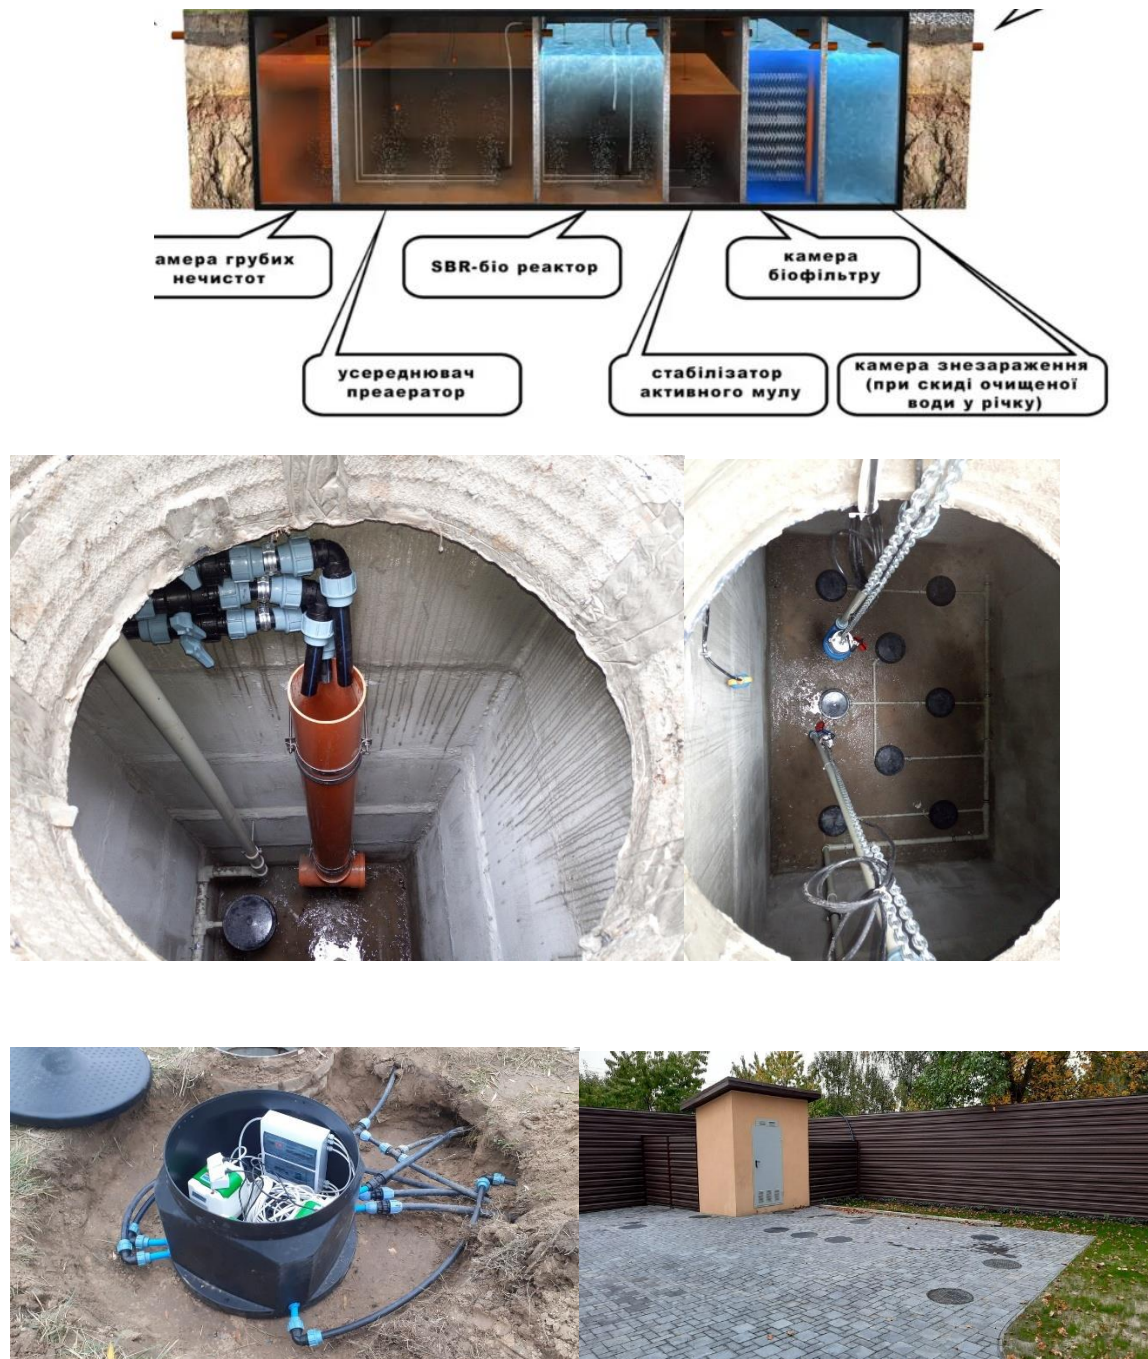 амера грубих
нечистот
SBR-біо реактор
камера
біофільтру
усереднювач
преаератор
стабілізатор
активного мулу
камера знезараження
(при скиді очищеної
води у річку)